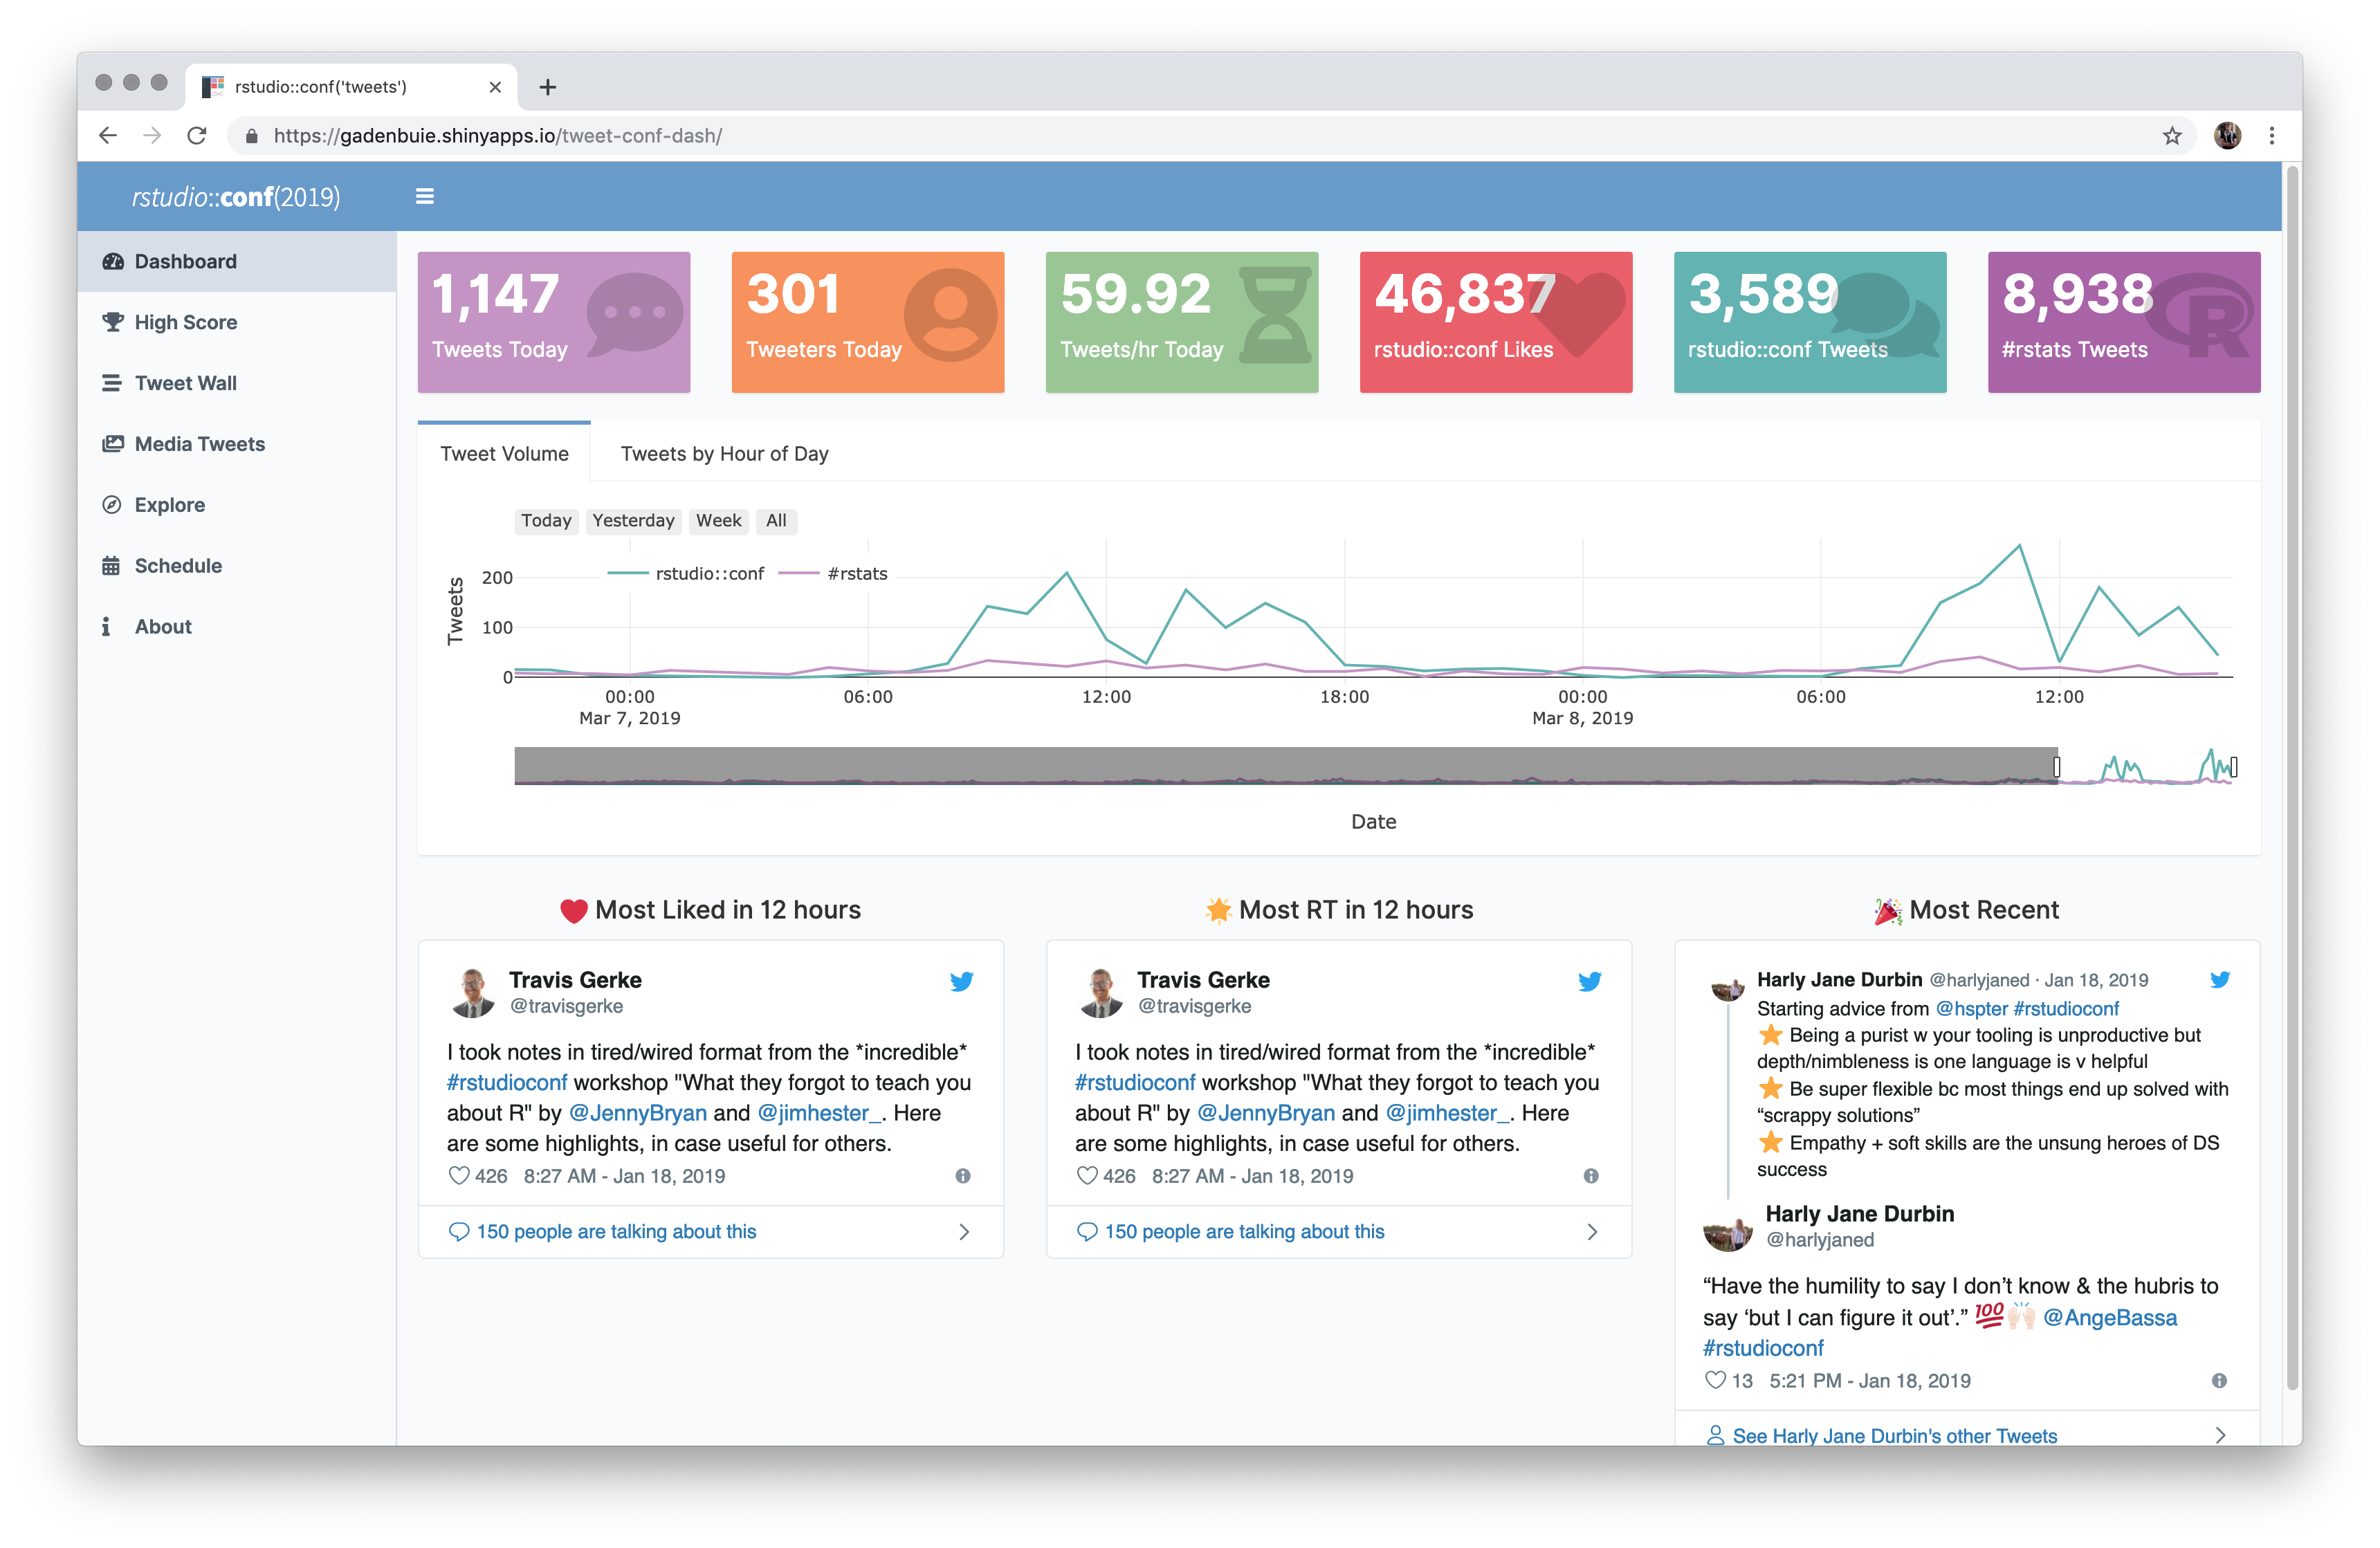 rstudio::conf('tweets')
https://gadenbuie.shinyapps.io/tweet-conf-dash/
rstudio::conf(2019)
Dashboard
High Score
Tweet Wall
Media Tweets
Explore
Schedule
About
1,147
Tweets Today
301
Tweeters Today
59.92
Tweets/hr Today
46,837
rstudio::conf Likes
3,589
rstudio::conf Tweets
8,938
#rstats Tweets
R
Tweet Volume
Tweets by Hour of Day
Today Yesterday Week All
rstudio::conf #rstats
Tweets
200
100
0
00:00 06:00 12:00 18:00 00:00 06:00 12:00
Mar 7, 2019 Mar 8, 2019
Date
Most Liked in 12 hours
Travis Gerke
@travisgerke
I took notes in tired/wired format from the *incredible*
#rstudioconf workshop "What they forgot to teach you
about R" by @JennyBryan and @jimhester_. Here
are some highlights, in case useful for others.
426 8:27 AM - Jan 18, 2019
150 people are talking about this
Most RT in 12 hours
Travis Gerke
@travisgerke
I took notes in tired/wired format from the *incredible*
#rstudioconf workshop "What they forgot to teach you
about R" by @JennyBryan and @jimhester_. Here
are some highlights, in case useful for others.
426 8:27 AM - Jan 18, 2019
150 people are talking about this
Most Recent
Harly Jane Durbin @harlyjaned · Jan 18, 2019
Starting advice from @hspter #rstudioconf
⭐ Being a purist w your tooling is unproductive but
depth/nimbleness is one language is v helpful
⭐ Be super flexible bc most things end up solved with
“scrappy solutions”
⭐ Empathy + soft skills are the unsung heroes of DS
success
Harly Jane Durbin
@harlyjaned
“Have the humility to say I don’t know & the hubris to
say ‘but I can figure it out’.” 💯🙌🏻 @AngeBassa
#rstudioconf
13 5:21 PM - Jan 18, 2019
See Harly Jane Durbin's other Tweets